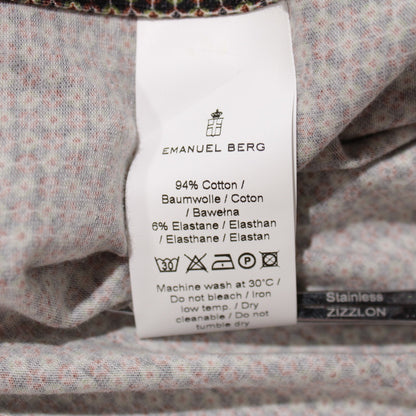 EMANUEL BERG
94% Cotton /
Baumwolle / Coton
/ Bawełna
6% Elastane / Elasthan
/ Elasthane / Elastan
30
P
Machine wash at 30°C /
Do not bleach / Iron
low temp. / Dry
cleanable / Do not
tumble dry
Stainless
ZIZZLON